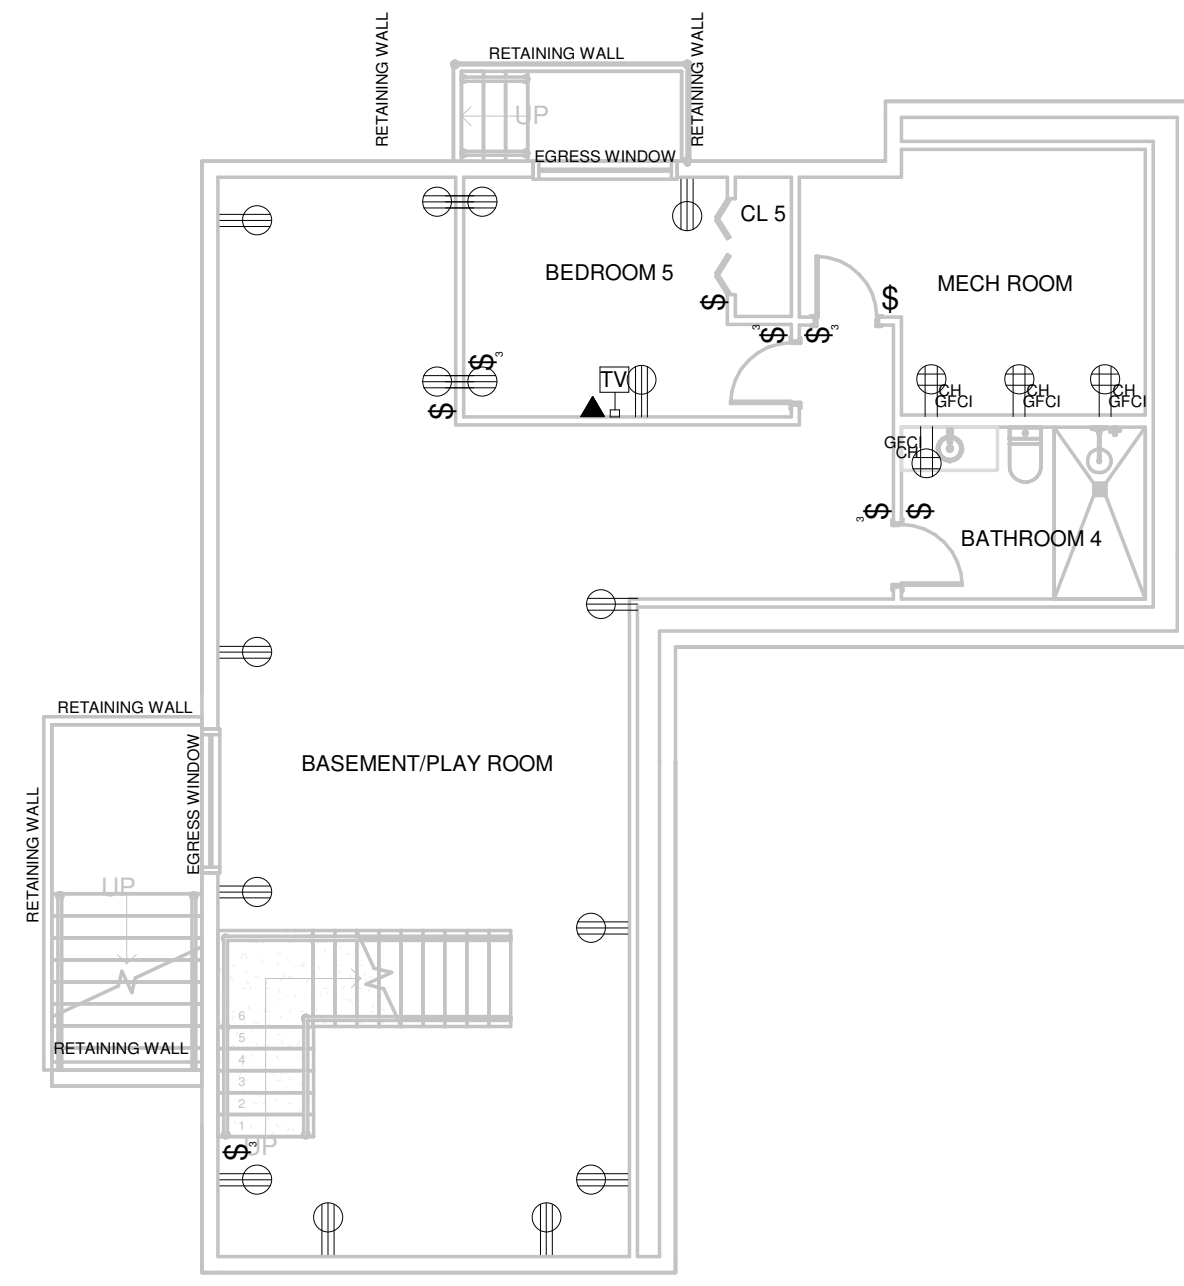 RETAINING WALL
RETAINING WALL
RETAINING WALL
UP
EGRESS WINDOW
CL 5
BEDROOM 5
MECH ROOM
$
$
$ 3
3 $
$ 3
TV
$
CH
GFCI
CH
GFCI
CH
GFCI
GFCI
CH
3 $
$
BATHROOM 4
RETAINING WALL
EGRESS WINDOW
BASEMENT/PLAY ROOM
RETAINING WALL
UP
6
5
4
3
2
1
RETAINING WALL
UP
$ 3